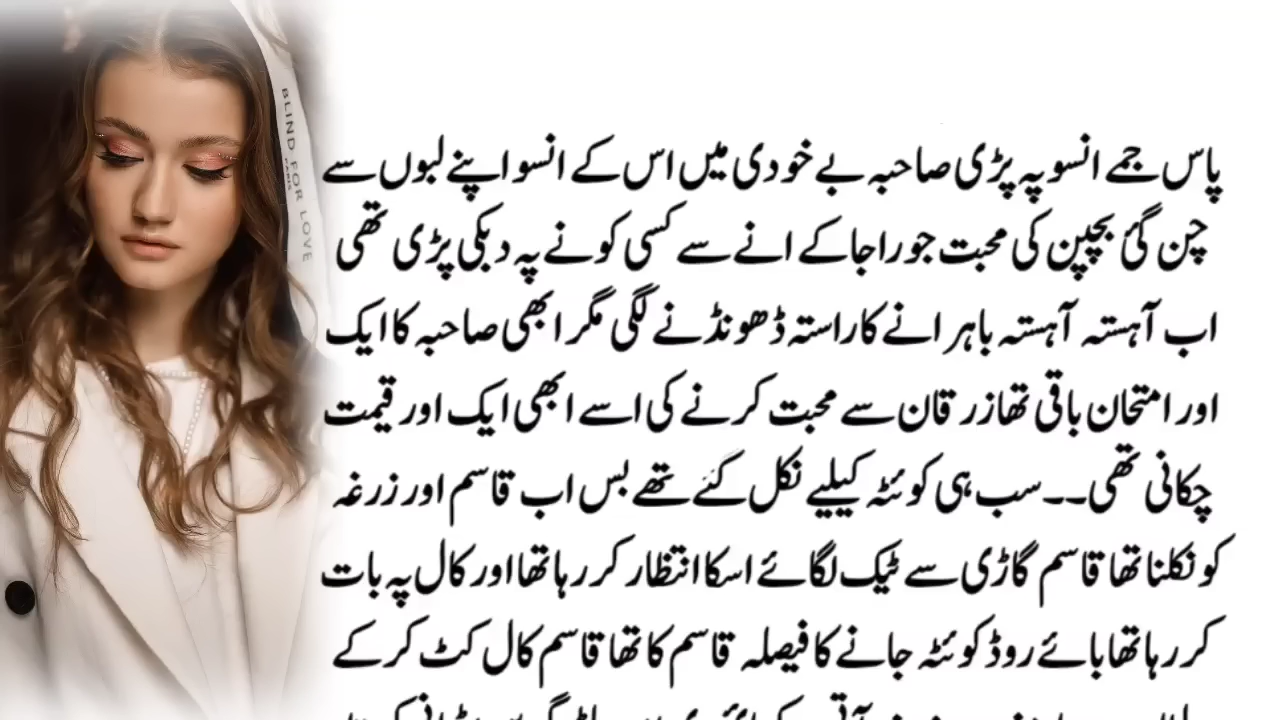 BLIND FOR LOVE
PARIS
پاس جمے انسو پہ پڑی صاحبہ بے خودی میں اس کے انسو اپنے لبوں سے
چن گئ بچپن کی محبت جو راجا کے انے سے کسی کونے پہ دبکی پڑی تھی
اب آہستہ آہستہ باہر انے کا راستہ ڈھونڈنے لگی مگر ابھی صاحبہ کا ایک
اور امتحان باقی تھا زرقان سے محبت کرنے کی اسے ابھی ایک اور قیمت
چکانی تھی۔۔ سب ہی کوئٹہ کیلیے نکل گئے تھے بس اب قاسم اور زرغہ
کو نکلنا تھا قاسم گاڑی سے ٹیک لگائے اسکا انتظار کر رہا تھا اور کال پہ بات
کر رہا تھا بائے روڈ کوئٹہ جانے کا فیصلہ قاسم کا تھا قاسم کال کٹ کر کے